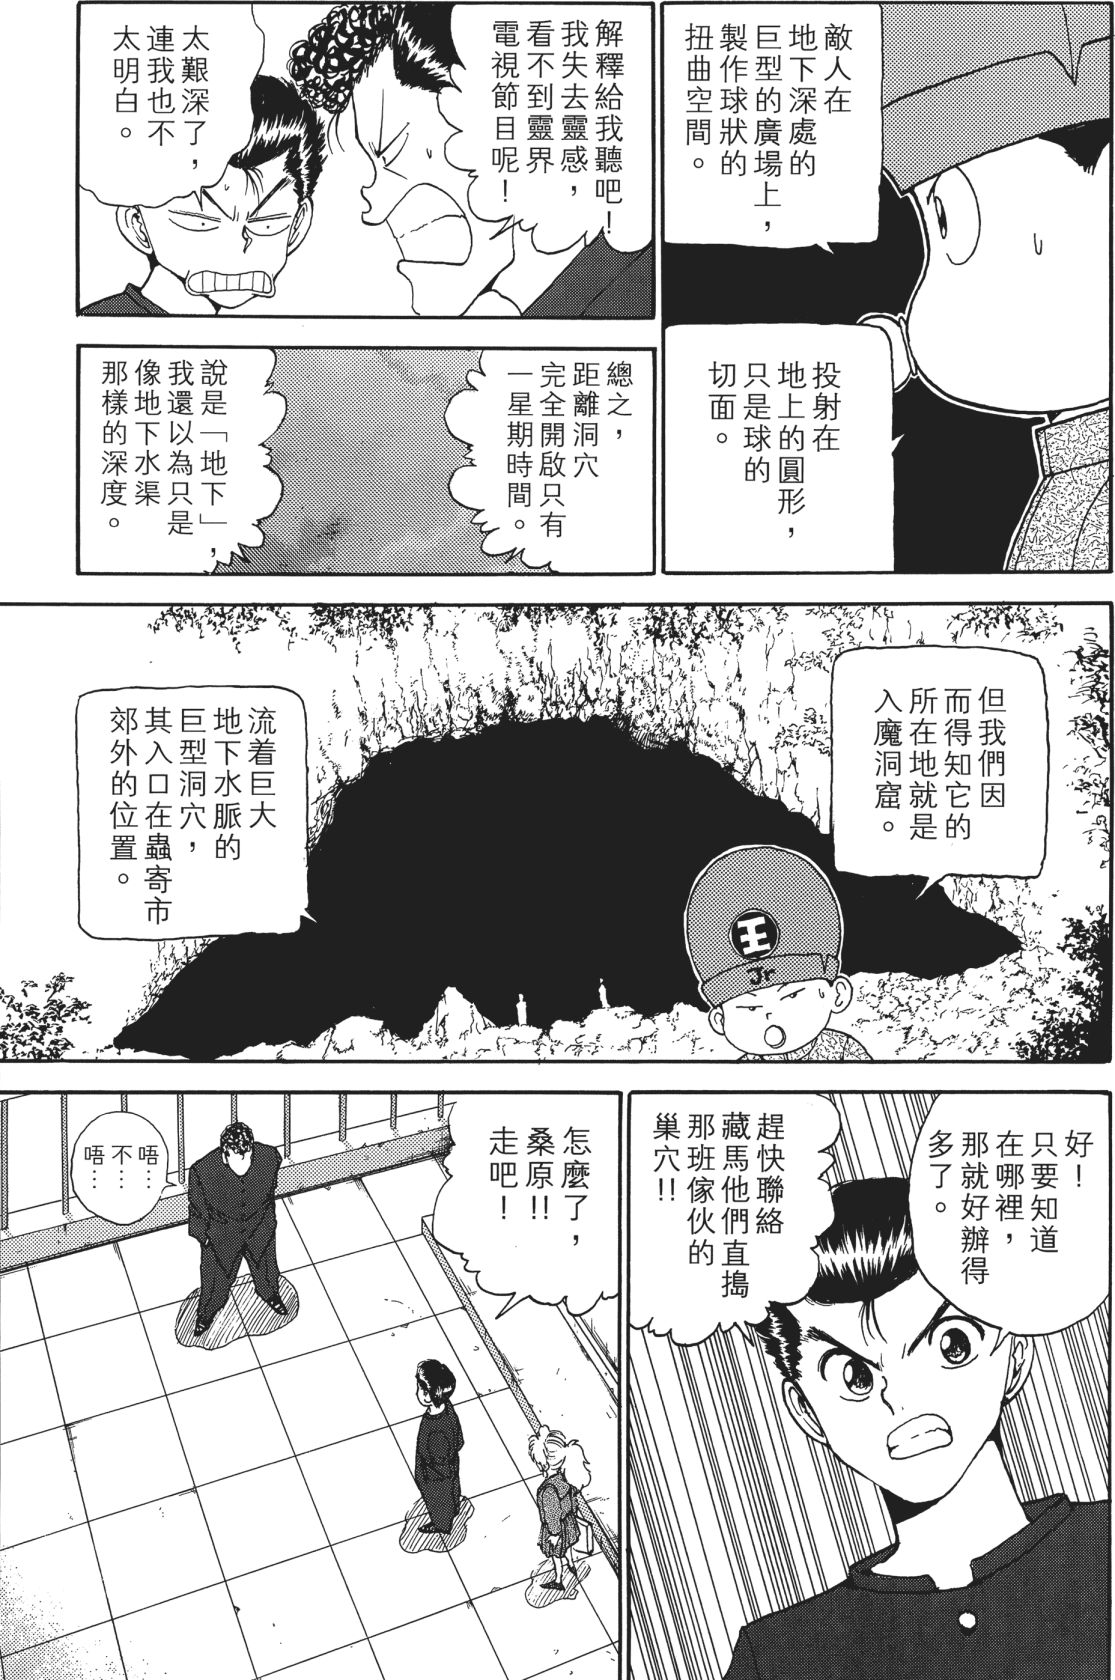 敵人在
地下深處的
巨型的廣場上，
製作球狀的
扭曲空間。
投射在
地上的圓形，
只是球的
切面。
解釋給我聽吧！
我失去靈感，
看不到靈界
電視節目呢！
太艱深了，
連我也不
太明白。
總之，
距離洞穴
完全開啟只有
一星期時間。
說是「地下」，
我還以為只是
像地下水渠
那樣的深度。
但我們因
而得知它的
所在地就是
入魔洞窟。
流着巨大
地下水脈的
巨型洞穴，
其入口在蟲寄市
郊外的位置。
王
Jr
好！
只要知道
在哪裡，
那就好辦得
多了。
趕快聯絡
藏馬他們直搗
那班傢伙的
巢穴!!
怎麼了，
桑原!!
走吧！
唔…
不…
唔…